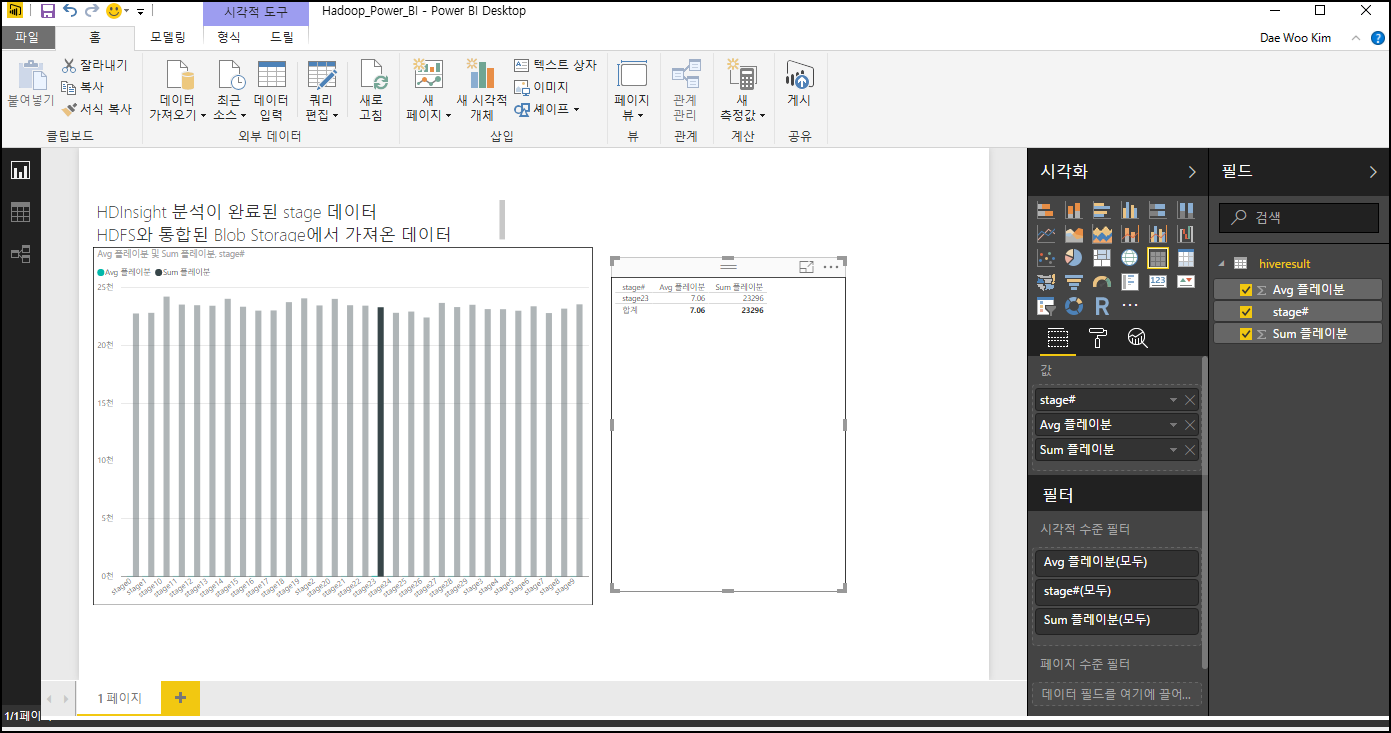 시각적 도구
Hadoop_Power_BI - Power BI Desktop
파일
홈
모델링
형식
드릴
Dae Woo Kim
붙여넣기
잘라내기
복사
서식 복사
클립보드
데이터
가져오기
최근
소스
데이터
입력
쿼리
편집
새로
고침
외부 데이터
새
페이지
새 시각적
개체
텍스트 상자
이미지
셰이프
삽입
페이지
뷰
뷰
관계
관리
관계
새
측정값
계산
게시
공유
HDInsight 분석이 완료된 stage 데이터
HDFS와 통합된 Blob Storage에서 가져온 데이터
Avg 플레이분 및 Sum 플레이분, stage#
Avg 플레이분 Sum 플레이분
25천
20천
15천
10천
5천
0천
stage0 stage1 stage10 stage11 stage12 stage13 stage14 stage15 stage16 stage17 stage18 stage19 stage2 stage20 stage21 stage22 stage23 stage24 stage25 stage26 stage27 stage28 stage29 stage3 stage4 stage5 stage6 stage7 stage8 stage9
stage# Avg 플레이분 Sum 플레이분
stage23 7.06 23296
합계 7.06 23296
시각화
123
R
값
stage#
Avg 플레이분
Sum 플레이분
필터
시각적 수준 필터
Avg 플레이분(모두)
stage#(모두)
Sum 플레이분(모두)
페이지 수준 필터
데이터 필드를 여기에 끌어...
필드
검색
hiveresult
Avg 플레이분
stage#
Sum 플레이분
1 페이지
1/1페이